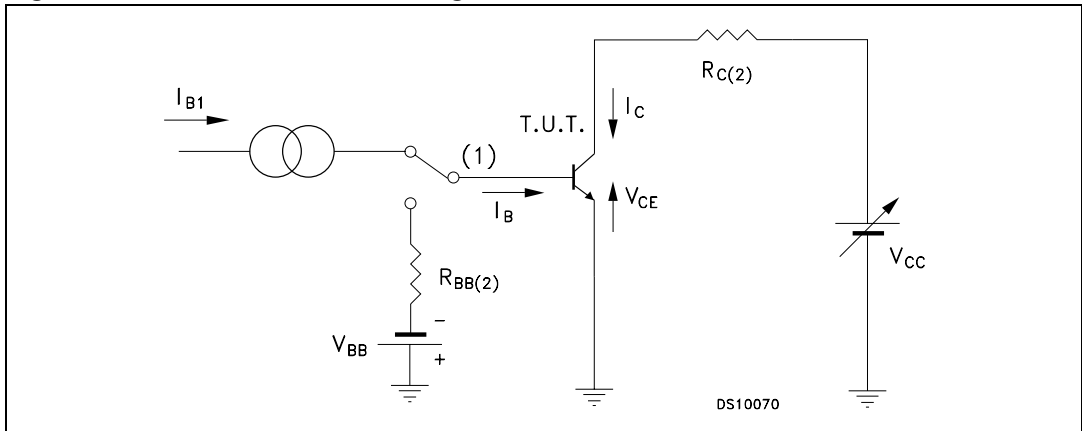 R_C(2)
I_B1
I_C
T.U.T.
(1)
I_B
V_CE
V_CC
R_BB(2)
V_BB
−
+
DS10070